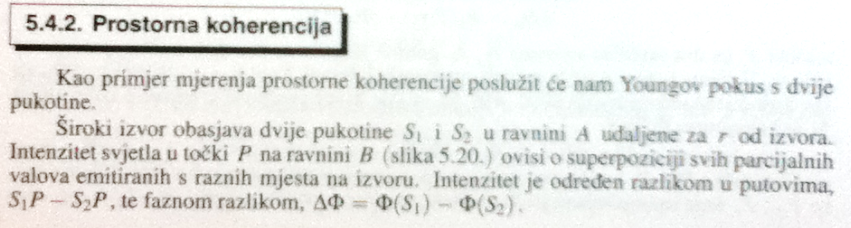 5.4.2. Prostorna koherencija
Kao primjer mjerenja prostorne koherencije poslužit će nam Youngov pokus s dvije
pukotine.
Široki izvor obasjava dvije pukotine S₁ i S₂ u ravnini A udaljene za r od izvora.
Intenzitet svjetla u točki P na ravnini B (slika 5.20.) ovisi o superpoziciji svih parcijalnih
valova emitiranih s raznih mjesta na izvoru. Intenzitet je određen razlikom u putovima,
S₁P − S₂P, te faznom razlikom, ΔΦ = Φ(S₁) − Φ(S₂).